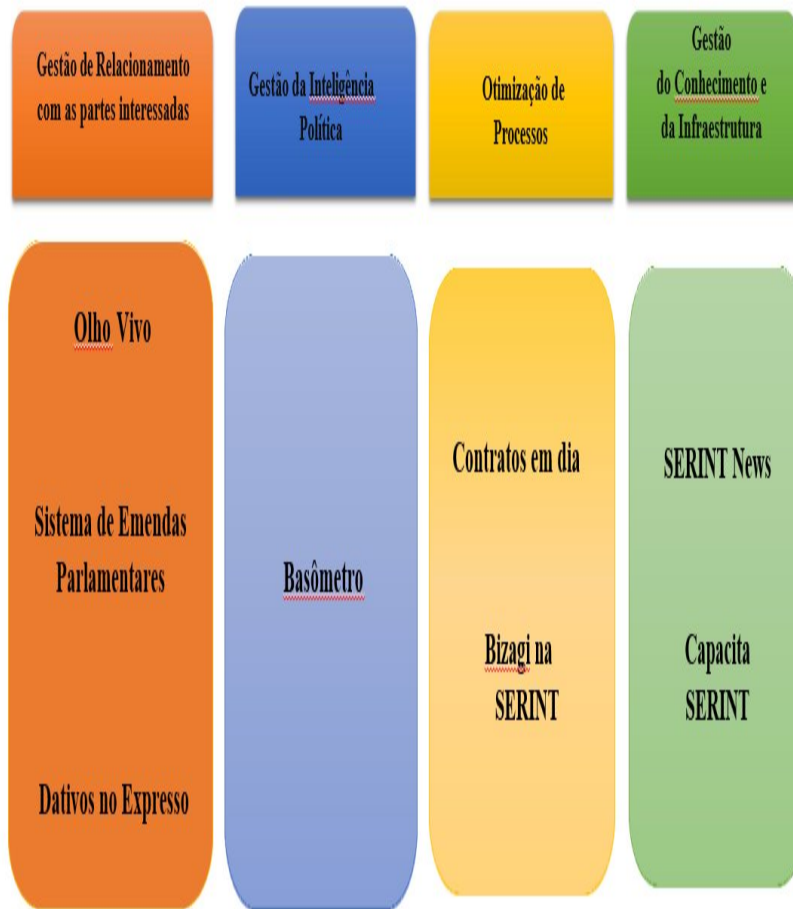 Gestão de Relacionamento
com as partes interessadas
Gestão da Inteligência
Política
Otimização de
Processos
Gestão
do Conhecimento e
da Infraestrutura
Olho Vivo
Sistema de Emendas
Parlamentares
Dativos no Expresso
Basômetro
Contratos em dia
Bizagi na
SERINT
SERINT News
Capacita
SERINT